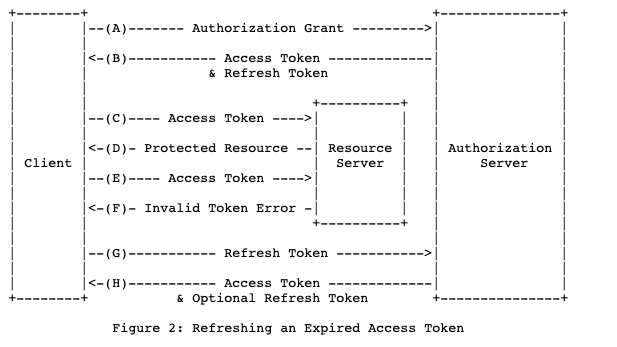 +--------+                                           +---------------+
|        |--(A)------- Authorization Grant --------->|               |
|        |                                           |               |
|        |<-(B)----------- Access Token -------------|               |
|        |               & Refresh Token             |               |
|        |                                           |               |
|        |                            +----------+   |               |
|        |--(C)---- Access Token ---->|          |   |               |
|        |                            |          |   |               |
|        |<-(D)- Protected Resource --| Resource |   | Authorization |
| Client |                            |  Server  |   |     Server    |
|        |--(E)---- Access Token ---->|          |   |               |
|        |                            |          |   |               |
|        |<-(F)- Invalid Token Error -|          |   |               |
|        |                            +----------+   |               |
|        |                                           |               |
|        |--(G)----------- Refresh Token ----------->|               |
|        |                                           |               |
|        |<-(H)----------- Access Token -------------|               |
+--------+           & Optional Refresh Token        +---------------+
Figure 2: Refreshing an Expired Access Token